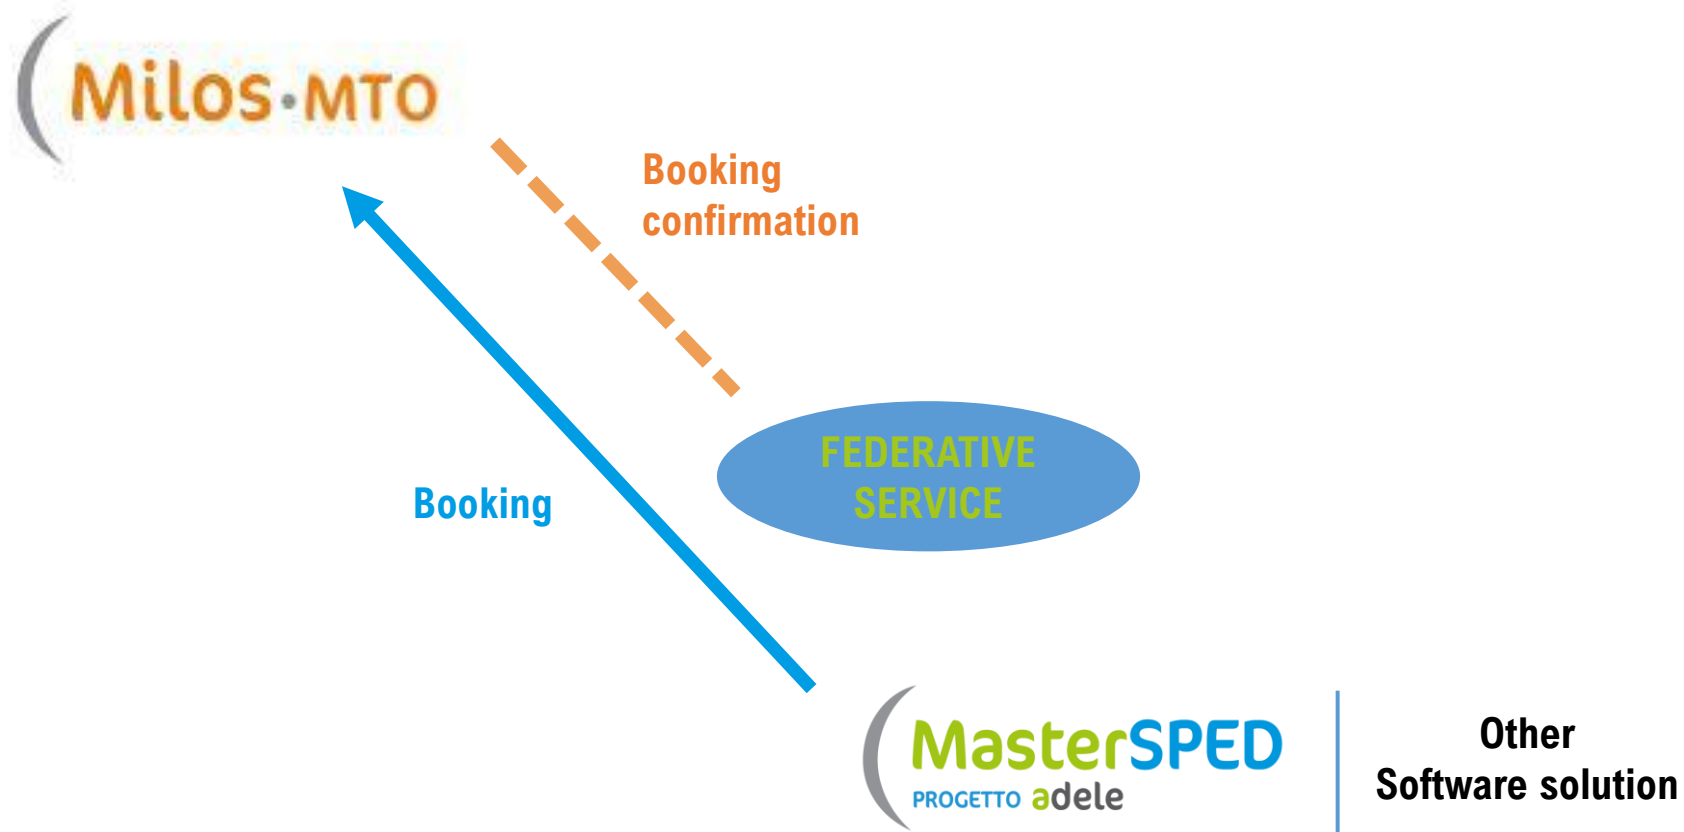 Milos·MTO
Booking
confirmation
FEDERATIVE
SERVICE
Booking
MasterSPED
PROGETTO adele
Other
Software solution